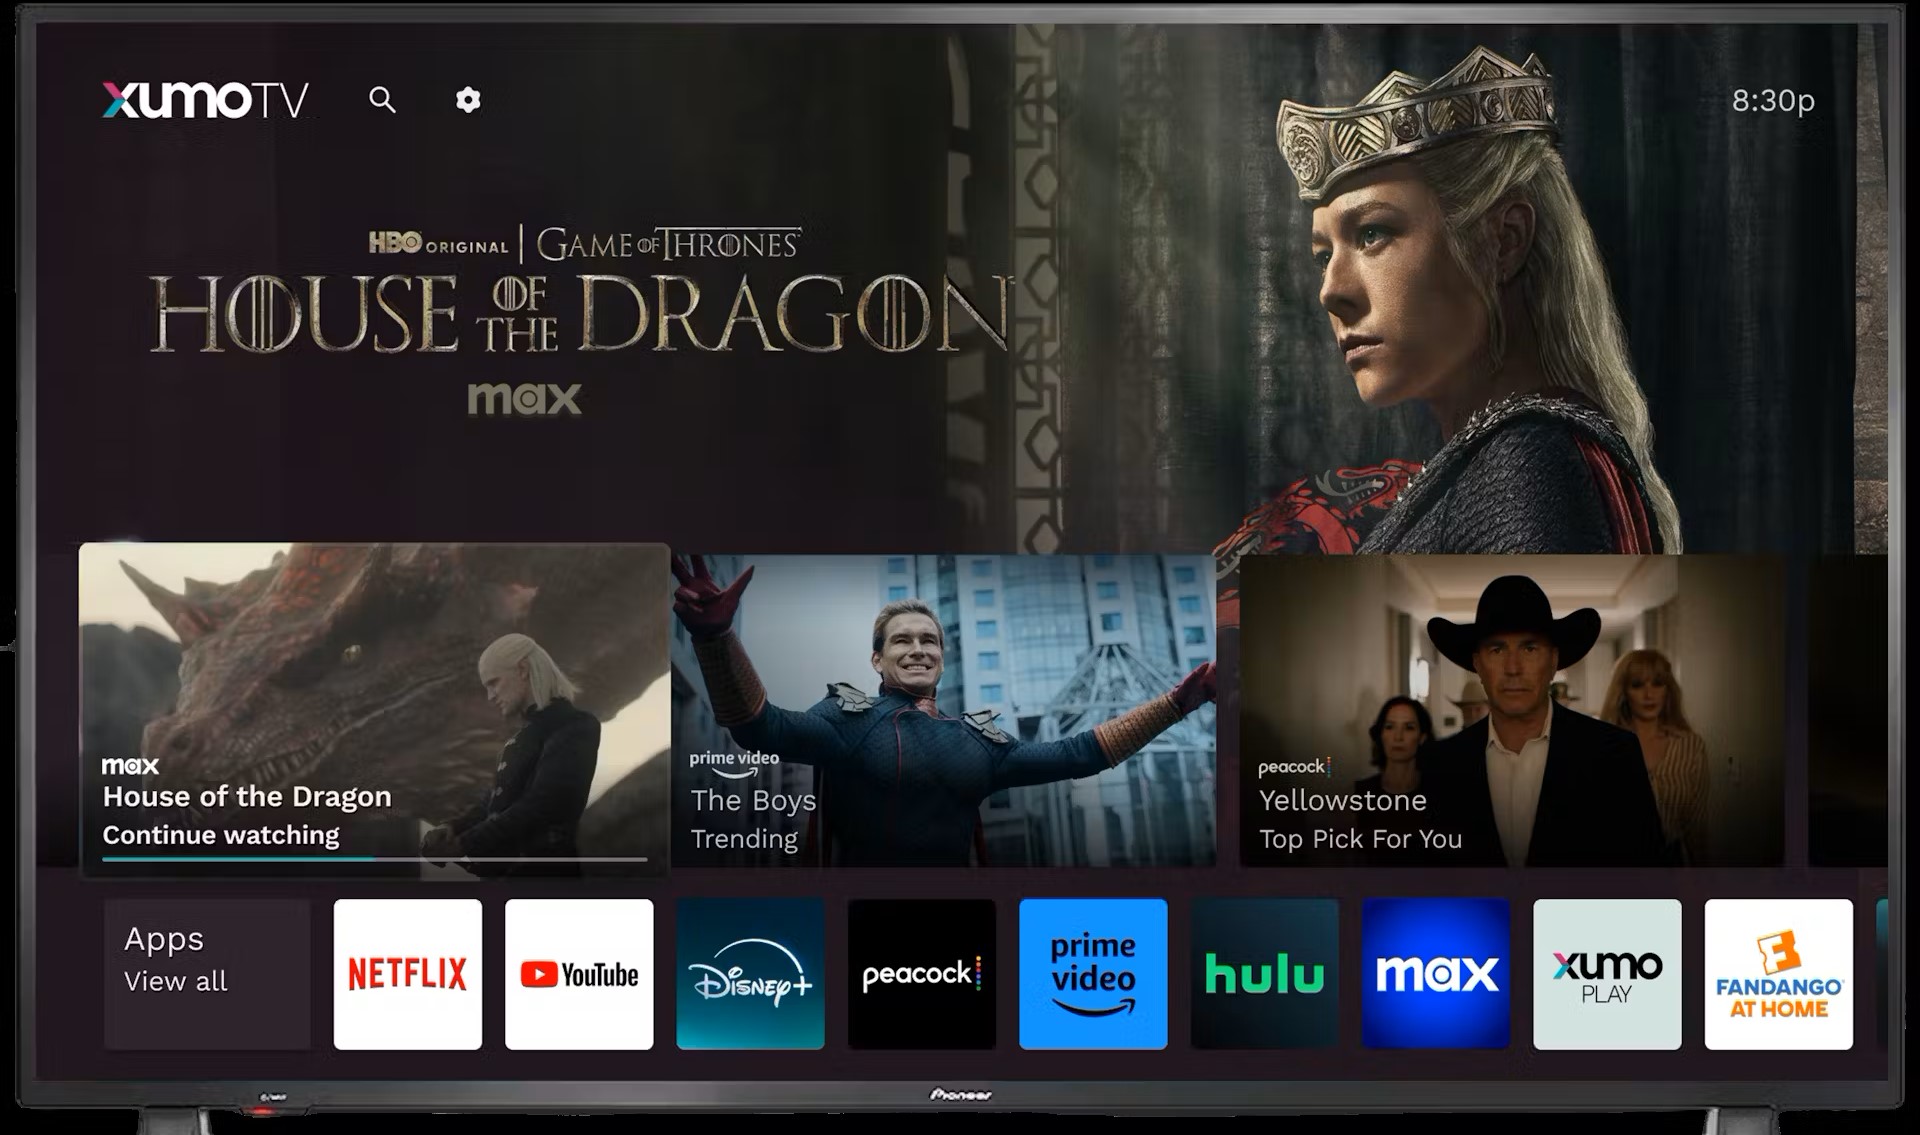 xumoTV
8:30p
HBO ORIGINAL | GAME OF THRONES
HOUSE OF THE DRAGON
max
max
House of the Dragon
Continue watching
prime video
The Boys
Trending
peacock
Yellowstone
Top Pick For You
Apps
View all
NETFLIX
YouTube
Disney+
peacock
prime
video
hulu
max
xumo
PLAY
FANDANGO
AT HOME
Pioneer